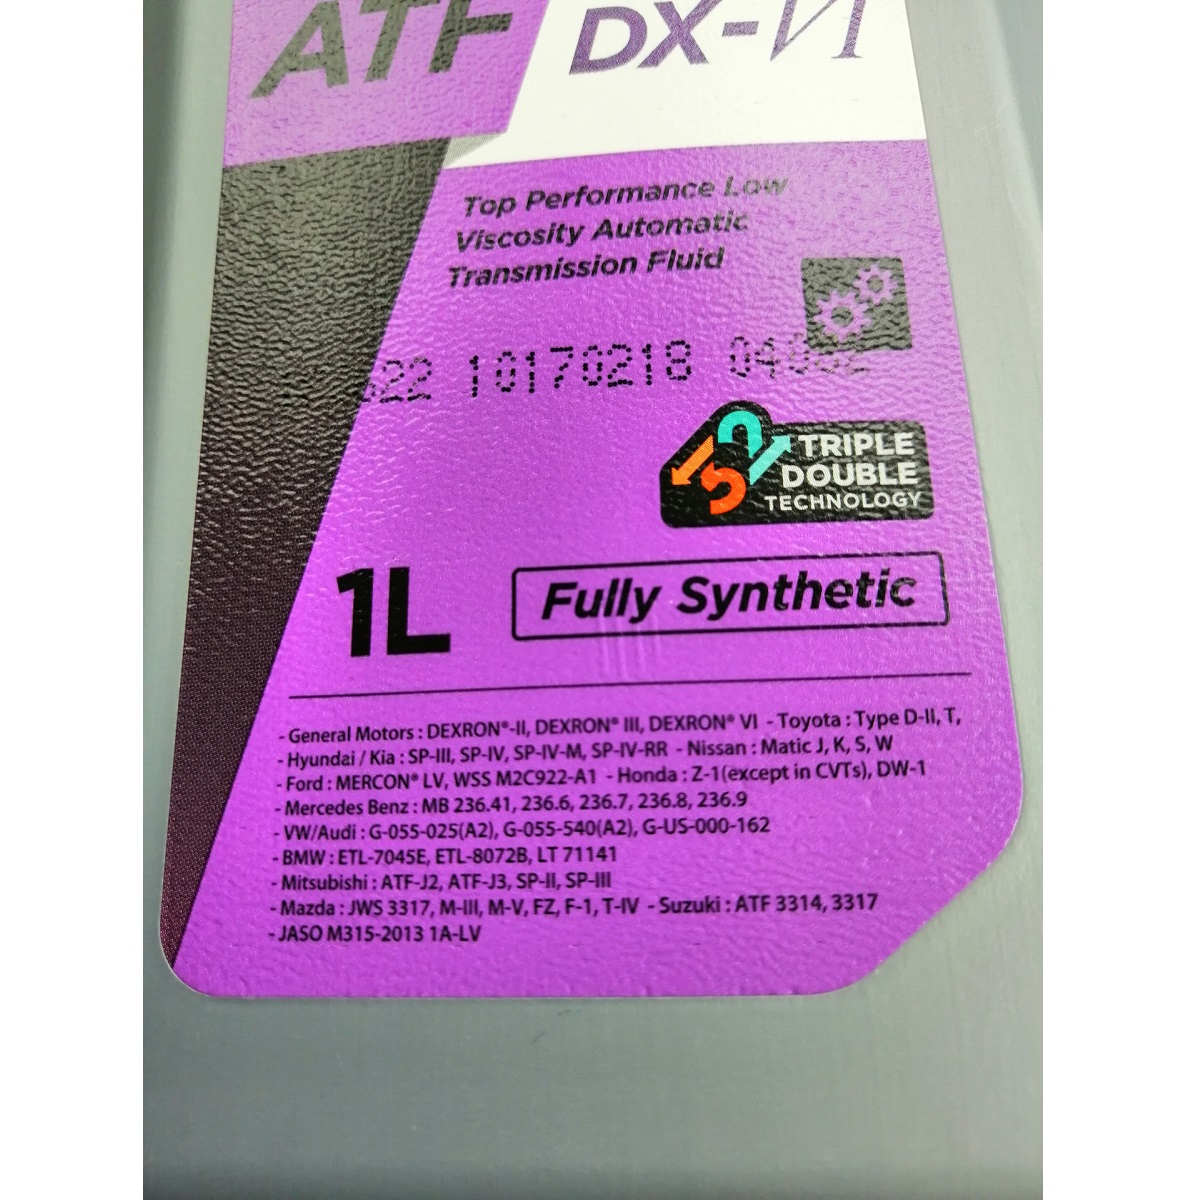 ATF DX-VI
Top Performance Low
Viscosity Automatic
Transmission Fluid
10170218
TRIPLE
DOUBLE
TECHNOLOGY
1L Fully Synthetic
- General Motors : DEXRON®-II, DEXRON® III, DEXRON® VI - Toyota : Type D-II, T,
- Hyundai / Kia : SP-III, SP-IV, SP-IV-M, SP-IV-RR - Nissan : Matic J, K, S, W
- Ford : MERCON® LV, WSS M2C922-A1 - Honda : Z-1(except in CVTs), DW-1
- Mercedes Benz : MB 236.41, 236.6, 236.7, 236.8, 236.9
- VW/Audi : G-055-025(A2), G-055-540(A2), G-US-000-162
- BMW : ETL-7045E, ETL-8072B, LT 71141
- Mitsubishi : ATF-J2, ATF-J3, SP-II, SP-III
- Mazda : JWS 3317, M-III, M-V, FZ, F-1, T-IV - Suzuki : ATF 3314, 3317
- JASO M315-2013 1A-LV